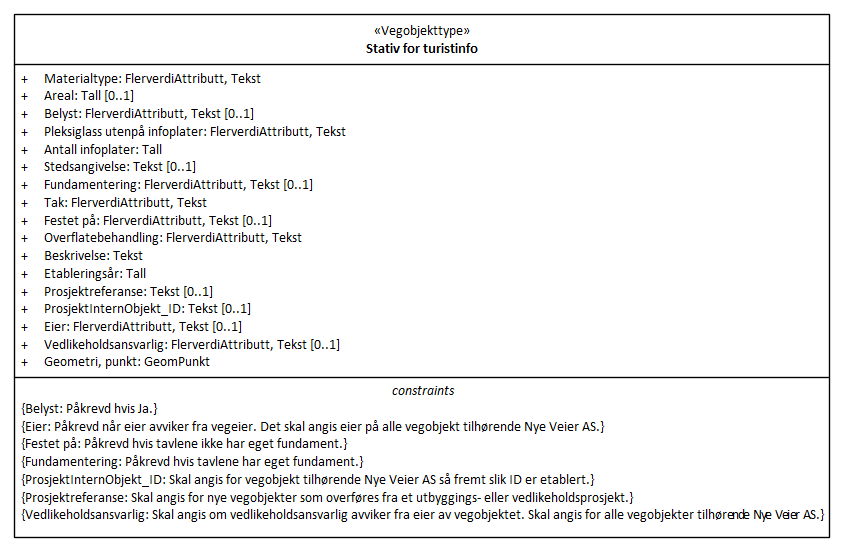 «Vegobjekttype»
Stativ for turistinfo
+ Materialtype: FlerverdiAttributt, Tekst
+ Areal: Tall [0..1]
+ Belyst: FlerverdiAttributt, Tekst [0..1]
+ Pleksiglass utenpå infoplater: FlerverdiAttributt, Tekst
+ Antall infoplater: Tall
+ Stedsangivelse: Tekst [0..1]
+ Fundamentering: FlerverdiAttributt, Tekst [0..1]
+ Tak: FlerverdiAttributt, Tekst
+ Festet på: FlerverdiAttributt, Tekst [0..1]
+ Overflatebehandling: FlerverdiAttributt, Tekst
+ Beskrivelse: Tekst
+ Etableringsår: Tall
+ Prosjektreferanse: Tekst [0..1]
+ ProsjektInternObjekt_ID: Tekst [0..1]
+ Eier: FlerverdiAttributt, Tekst [0..1]
+ Vedlikeholdsansvarlig: FlerverdiAttributt, Tekst [0..1]
+ Geometri, punkt: GeomPunkt
constraints
{Belyst: Påkrevd hvis Ja.}
{Eier: Påkrevd når eier avviker fra vegeier. Det skal angis eier på alle vegobjekt tilhørende Nye Veier AS.}
{Festet på: Påkrevd hvis tavlene ikke har eget fundament.}
{Fundamentering: Påkrevd hvis tavlene har eget fundament.}
{ProsjektInternObjekt_ID: Skal angis for vegobjekt tilhørende Nye Veier AS så fremt slik ID er etablert.}
{Prosjektreferanse: Skal angis for nye vegobjekter som overføres fra et utbyggings- eller vedlikeholdsprosjekt.}
{Vedlikeholdsansvarlig: Skal angis om vedlikeholdsansvarlig avviker fra eier av vegobjektet. Skal angis for alle vegobjekter tilhørende Nye Veier AS.}